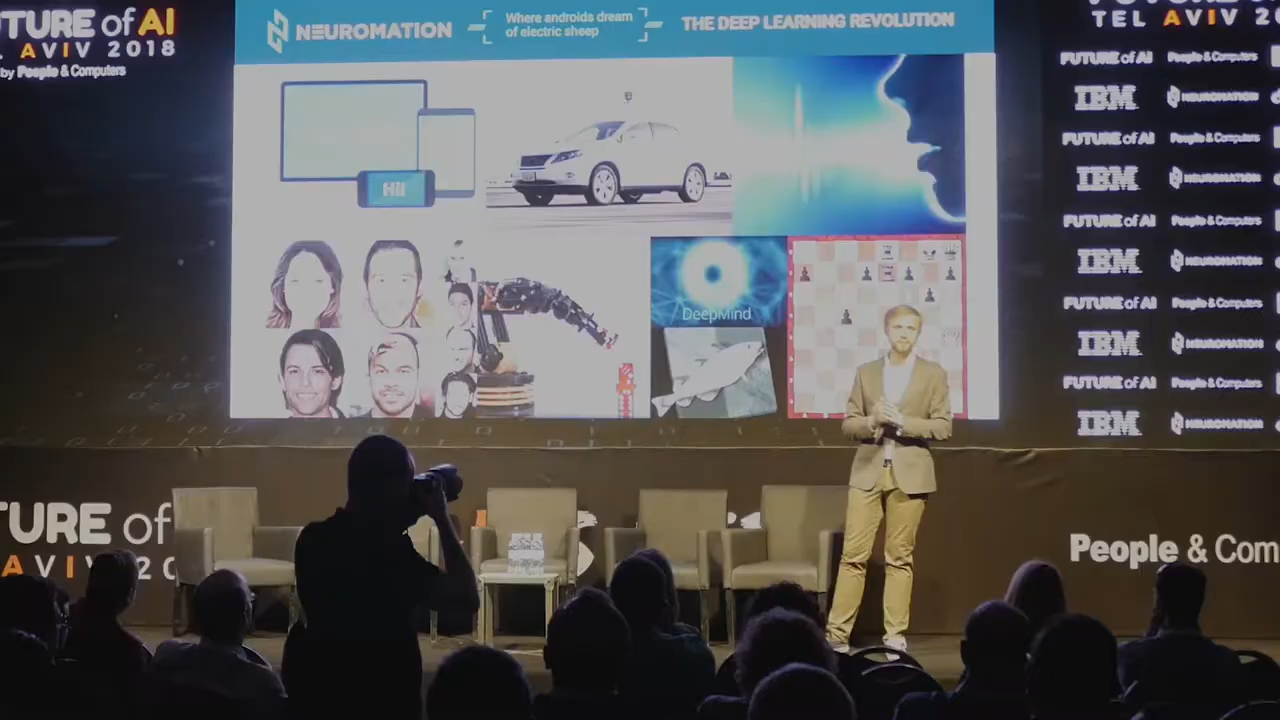 TURE of AI
L AVIV 2018
by People & Computers
NEUROMATION
Where androids dream
of electric sheep
THE DEEP LEARNING REVOLUTION
HI!
DeepMind
TEL AVIV 2018
FUTURE of AI People & Computers
IBM NEUROMATION
FUTURE of AI People & Computers
IBM NEUROMATION
FUTURE of AI People & Computers
IBM NEUROMATION
FUTURE of AI People & Computers
IBM NEUROMATION
FUTURE of AI People & Computers
IBM NEUROMATION
TURE of
AVIV 20
People & Com